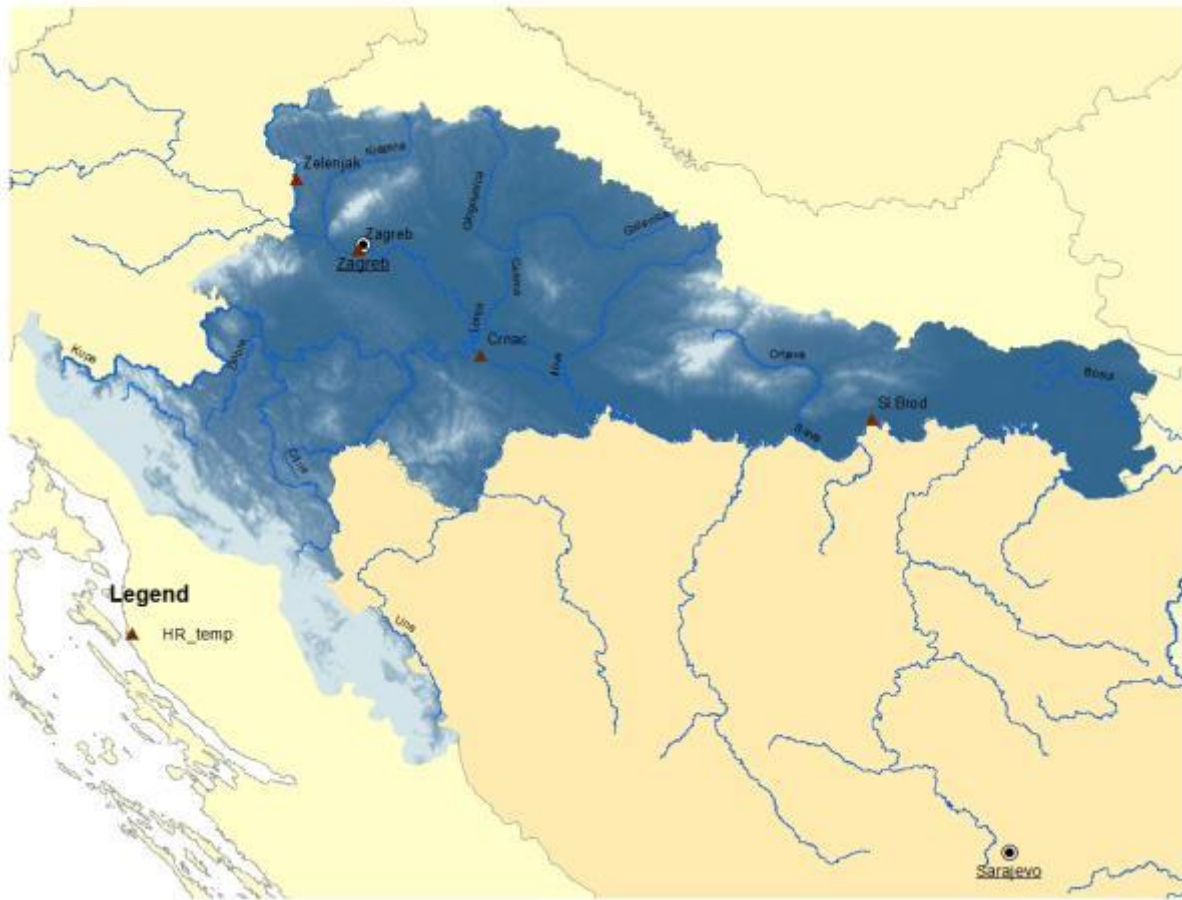 Krapina
Zelenjak
Glogovnica
Zagreb
Zagreb
Česma
Lonja
Crnac
Kupa
Dobra
Ilova
Orljava
Bosut
Sl.Brod
Sava
Legend
HR_temp
Una
Sarajevo